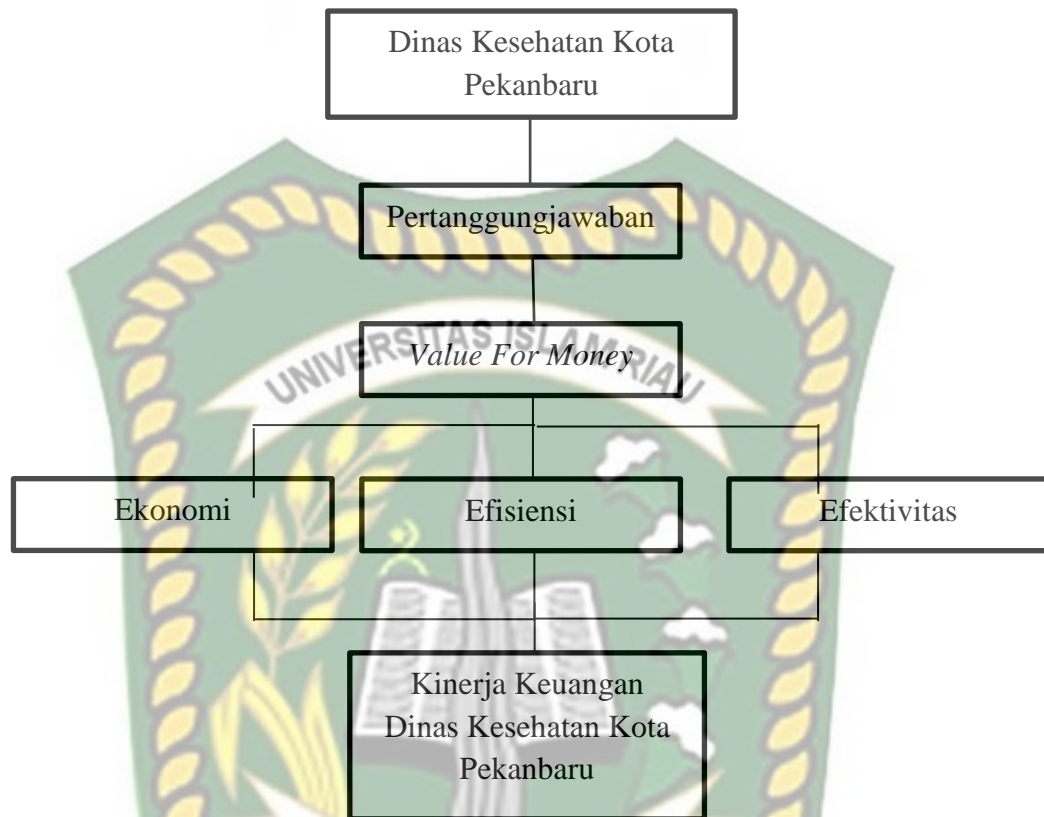 Dinas Kesehatan Kota
Pekanbaru
Pertanggungjawaban
UNIVERSITAS ISLAM RIAU
Value For Money
Ekonomi
Efisiensi
Efektivitas
Kinerja Keuangan
Dinas Kesehatan Kota
Pekanbaru